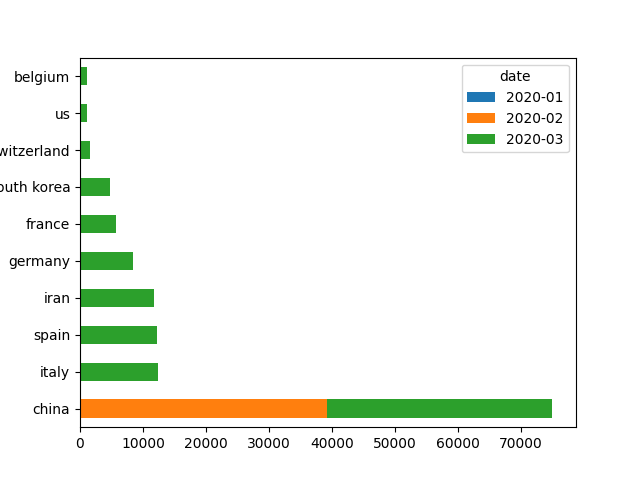 belgium
us
witzerland
outh korea
france
germany
iran
spain
italy
china
0 10000 20000 30000 40000 50000 60000 70000
date
2020-01
2020-02
2020-03